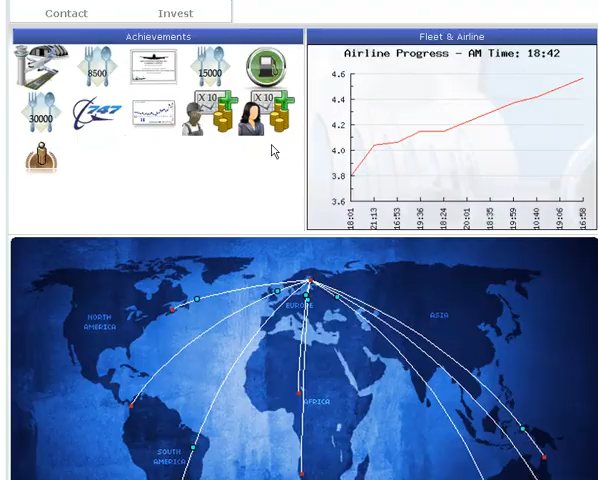 Contact Invest
Achievements
Fleet & Airline
8500
15000
30000
747
X 10
X 10
Airline Progress - AM Time: 18:42
4.6
4.4
4.2
4.0
3.8
3.6
18:01 21:13 16:53 19:36 18:24 20:01 18:35 19:59 10:40 19:06 16:58
NORTH
AMERICA
EUROPE
ASIA
AFRICA
SOUTH
AMERICA